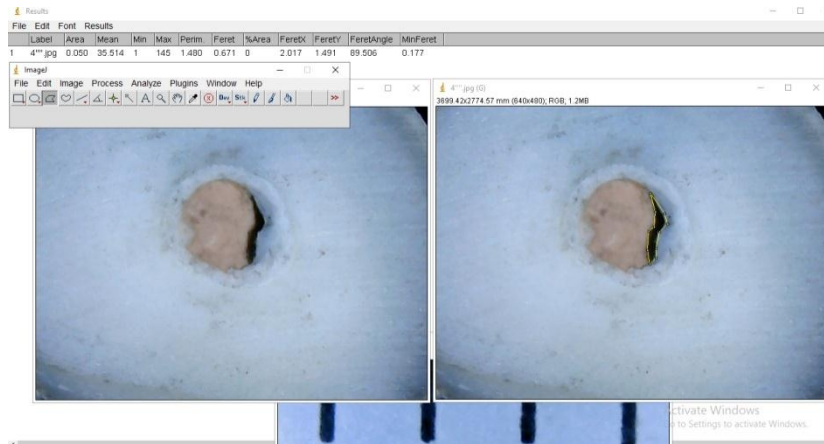 Results
File Edit Font Results
Label Area Mean Min Max Perim. Feret %Area FeretX FeretY FeretAngle MinFeret
1 4'''.jpg 0.050 35.514 1 145 1.480 0.671 0 2.017 1.491 89.506 0.177
ImageJ
File Edit Image Process Analyze Plugins Window Help
A Dev Stk >>
4'''.jpg (G)
3699.42x2774.57 mm (640x480); RGB, 1.2MB
Activate Windows
o to Settings to activate Windows.